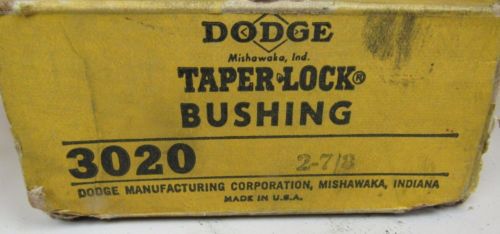 DODGE
Mishawaka, Ind.
TAPER-LOCK®
BUSHING
3020 2-7/8
DODGE MANUFACTURING CORPORATION, MISHAWAKA, INDIANA
MADE IN U.S.A.